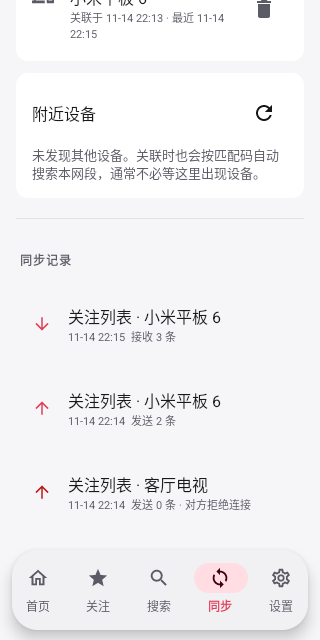 小米平板 6
关联于 11-14 22:13 · 最近 11-14
22:15
附近设备
未发现其他设备。关联时也会按匹配码自动
搜索本网段，通常不必等这里出现设备。
同步记录
关注列表 · 小米平板 6
11-14 22:15 接收 3 条
关注列表 · 小米平板 6
11-14 22:14 发送 2 条
关注列表 · 客厅电视
11-14 22:14 发送 0 条 · 对方拒绝连接
首页
关注
搜索
同步
设置